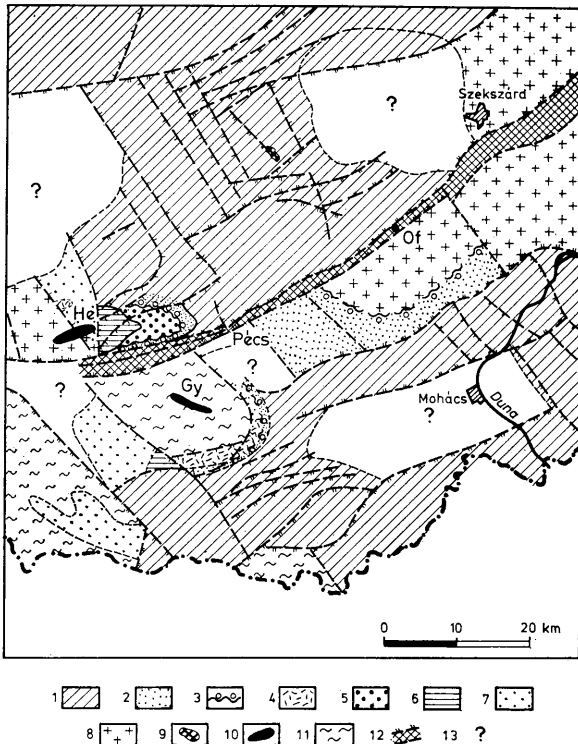 ?
Szekszárd
?
Of
He
Pécs
?
?
Gy
Mohács
?
Duna
0 10 20 km
1 2 3 4 5 6 7
8 9 10 11 12 13 ?